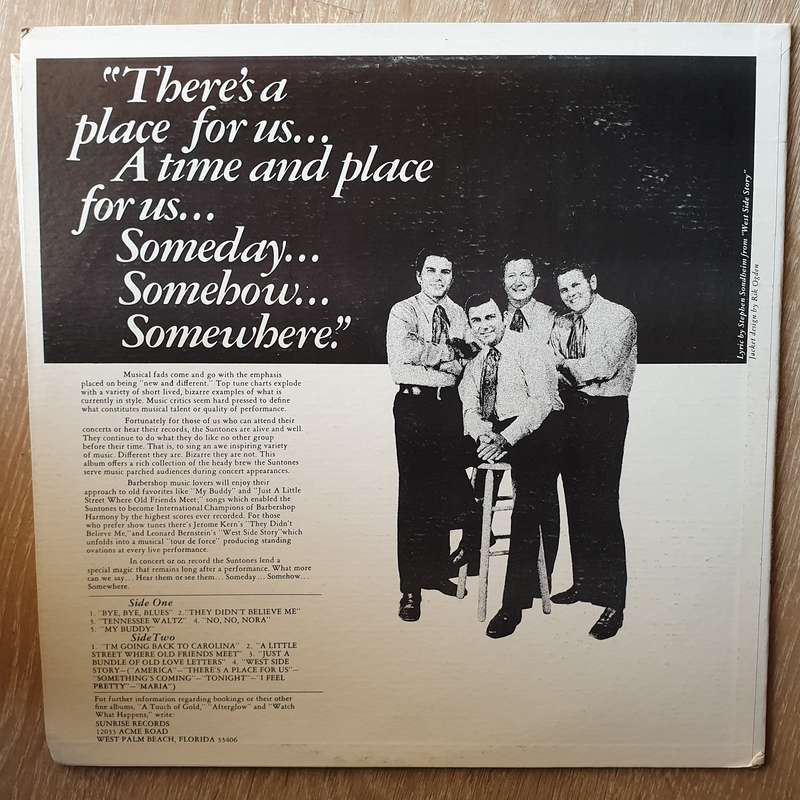 “There's a
place for us...
A time and place
for us...
Someday...
Somehow...
Somewhere.”
Lyric by Stephen Sondheim from "West Side Story"
Jacket design by Rik Ogden
Musical fads come and go with the emphasis
placed on being "new and different." Top tune charts explode
with a variety of short lived, bizarre examples of what is
currently in style. Music critics seem hard pressed to define
what constitutes musical talent or quality of performance.
Fortunately for those of us who can attend their
concerts or hear their records, the Suntones are alive and well.
They continue to do what they do like no other group
before their time. That is, to sing an awe inspiring variety
of music. Different they are. Bizarre they are not. This
album offers a rich collection of the heady brew the Suntones
serve music parched audiences during concert appearances.
Barbershop music lovers will enjoy their
approach to old favorites like "My Buddy" and "Just A Little
Street Where Old Friends Meet;" songs which enabled the
Suntones to become International Champions of Barbershop
Harmony by the highest scores ever recorded. For those
who prefer show tunes there's Jerome Kern's "They Didn't
Believe Me," and Leonard Bernstein's "West Side Story" which
unfolds into a musical "tour de force" producing standing
ovations at every live performance.
In concert or on record the Suntones lend a
special magic that remains long after a performance. What more
can we say... Hear them or see them... Someday... Somehow...
Somewhere.
Side One
1. "BYE, BYE, BLUES" 2. "THEY DIDN'T BELIEVE ME"
3. "TENNESSEE WALTZ" 4. "NO, NO, NORA"
5. "MY BUDDY"
Side Two
1. "I'M GOING BACK TO CAROLINA" 2. "A LITTLE
STREET WHERE OLD FRIENDS MEET" 3. "JUST A
BUNDLE OF OLD LOVE LETTERS" 4. "WEST SIDE
STORY—("AMERICA"—"THERE'S A PLACE FOR US"—
"SOMETHING'S COMING"—"TONIGHT"—"I FEEL
PRETTY"—"MARIA")
For further information regarding bookings or their other
fine albums, "A Touch of Gold," "Afterglow" and "Watch
What Happens," write:
SUNRISE RECORDS
12035 ACME ROAD
WEST PALM BEACH, FLORIDA 33406